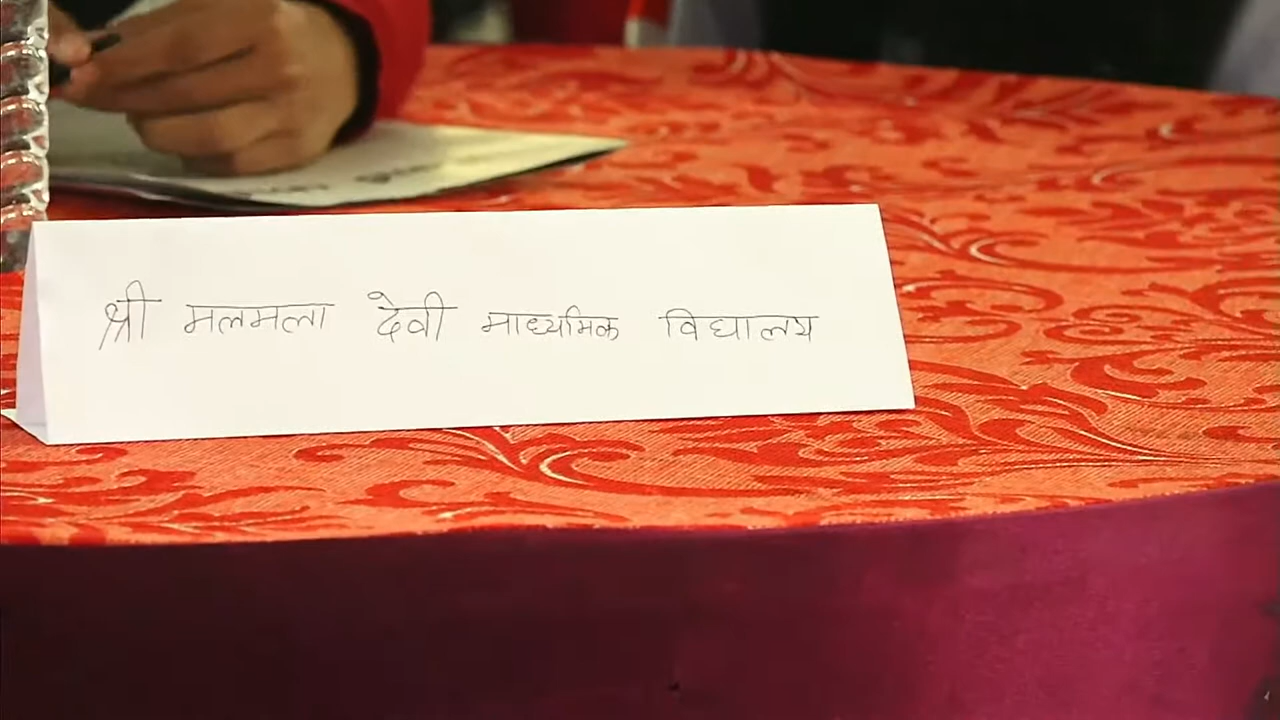 श्री मलमला देवी माध्यमिक विद्यालय